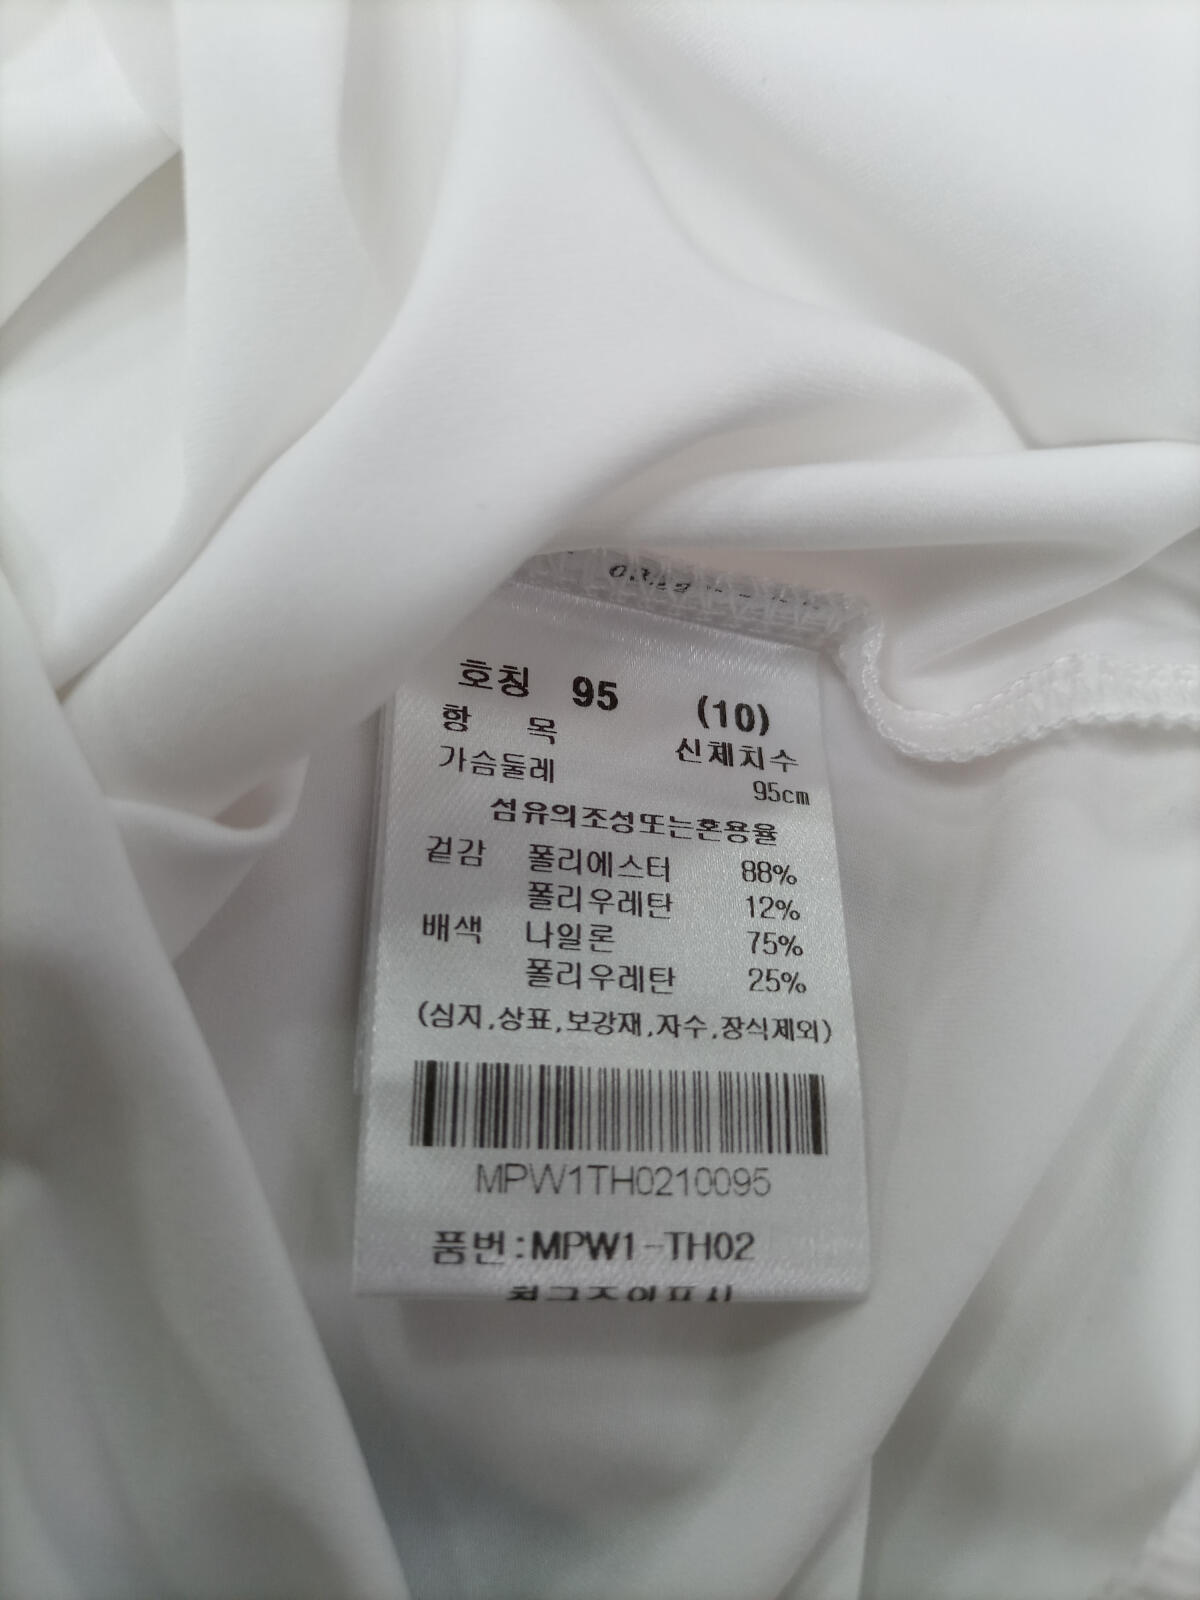 호칭 95 (10)
항 목 신체치수
가슴둘레 95cm
섬유의조성또는혼용율
겉감 폴리에스터 88%
폴리우레탄 12%
배색 나일론 75%
폴리우레탄 25%
(심지,상표,보강재,자수,장식제외)
MPW1TH0210095
품번:MPW1-TH02